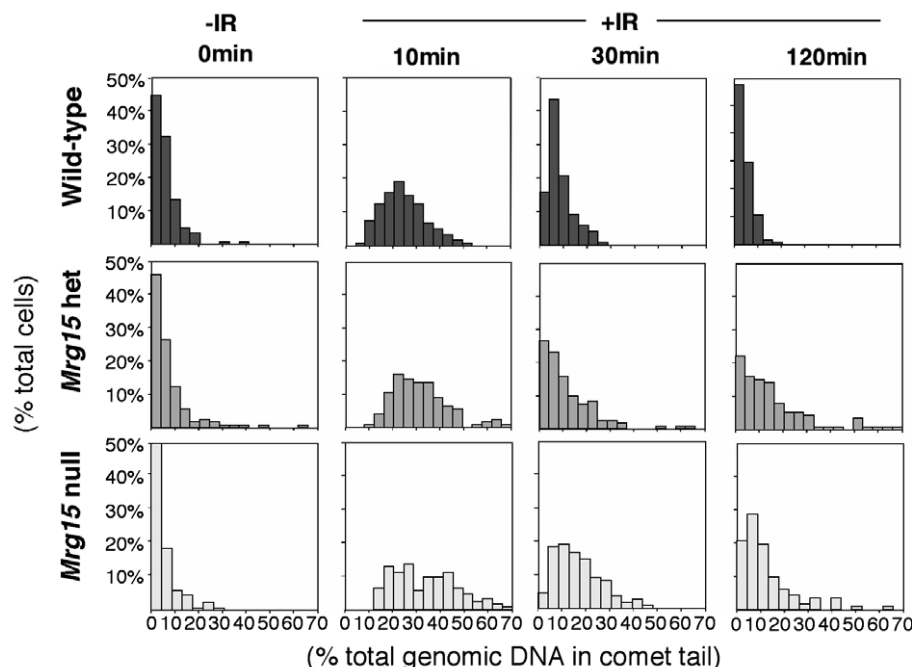 -IR +IR
0min 10min 30min 120min
Wild-type
50%
40%
30%
20%
10%
Mrg15 het
50%
40%
30%
20%
10%
Mrg15 null
50%
40%
30%
20%
10%
(% total cells)
0 10 20 30 40 50 60 70 0 10 20 30 40 50 60 70 0 10 20 30 40 50 60 70 0 10 20 30 40 50 60 70
(% total genomic DNA in comet tail)